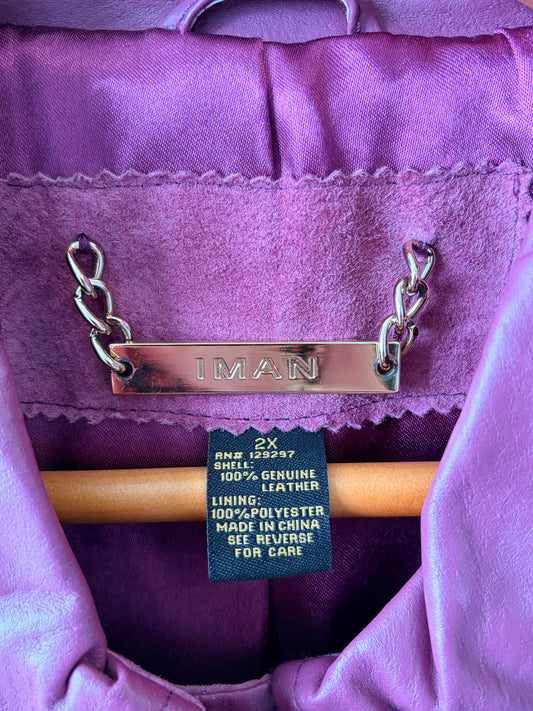 IMAN
2X
RN# 129297
SHELL:
100% GENUINE
LEATHER
LINING:
100% POLYESTER
MADE IN CHINA
SEE REVERSE
FOR CARE